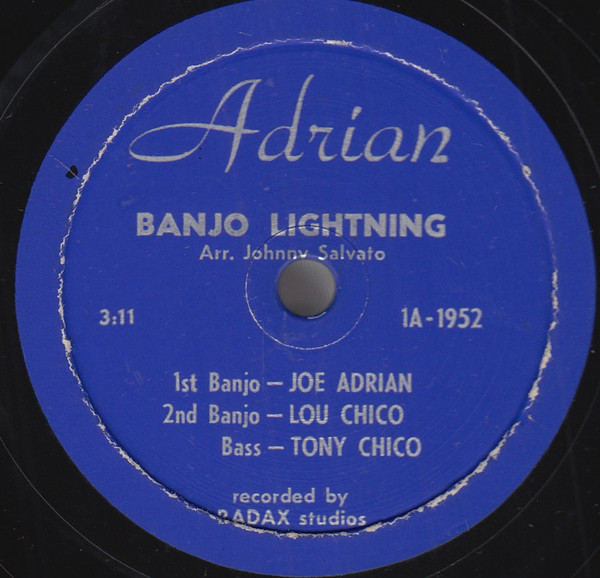 Adrian
BANJO LIGHTNING
Arr. Johnny Salvato
3:11 1A-1952
1st Banjo — JOE ADRIAN
2nd Banjo — LOU CHICO
Bass — TONY CHICO
recorded by
RADAX studios